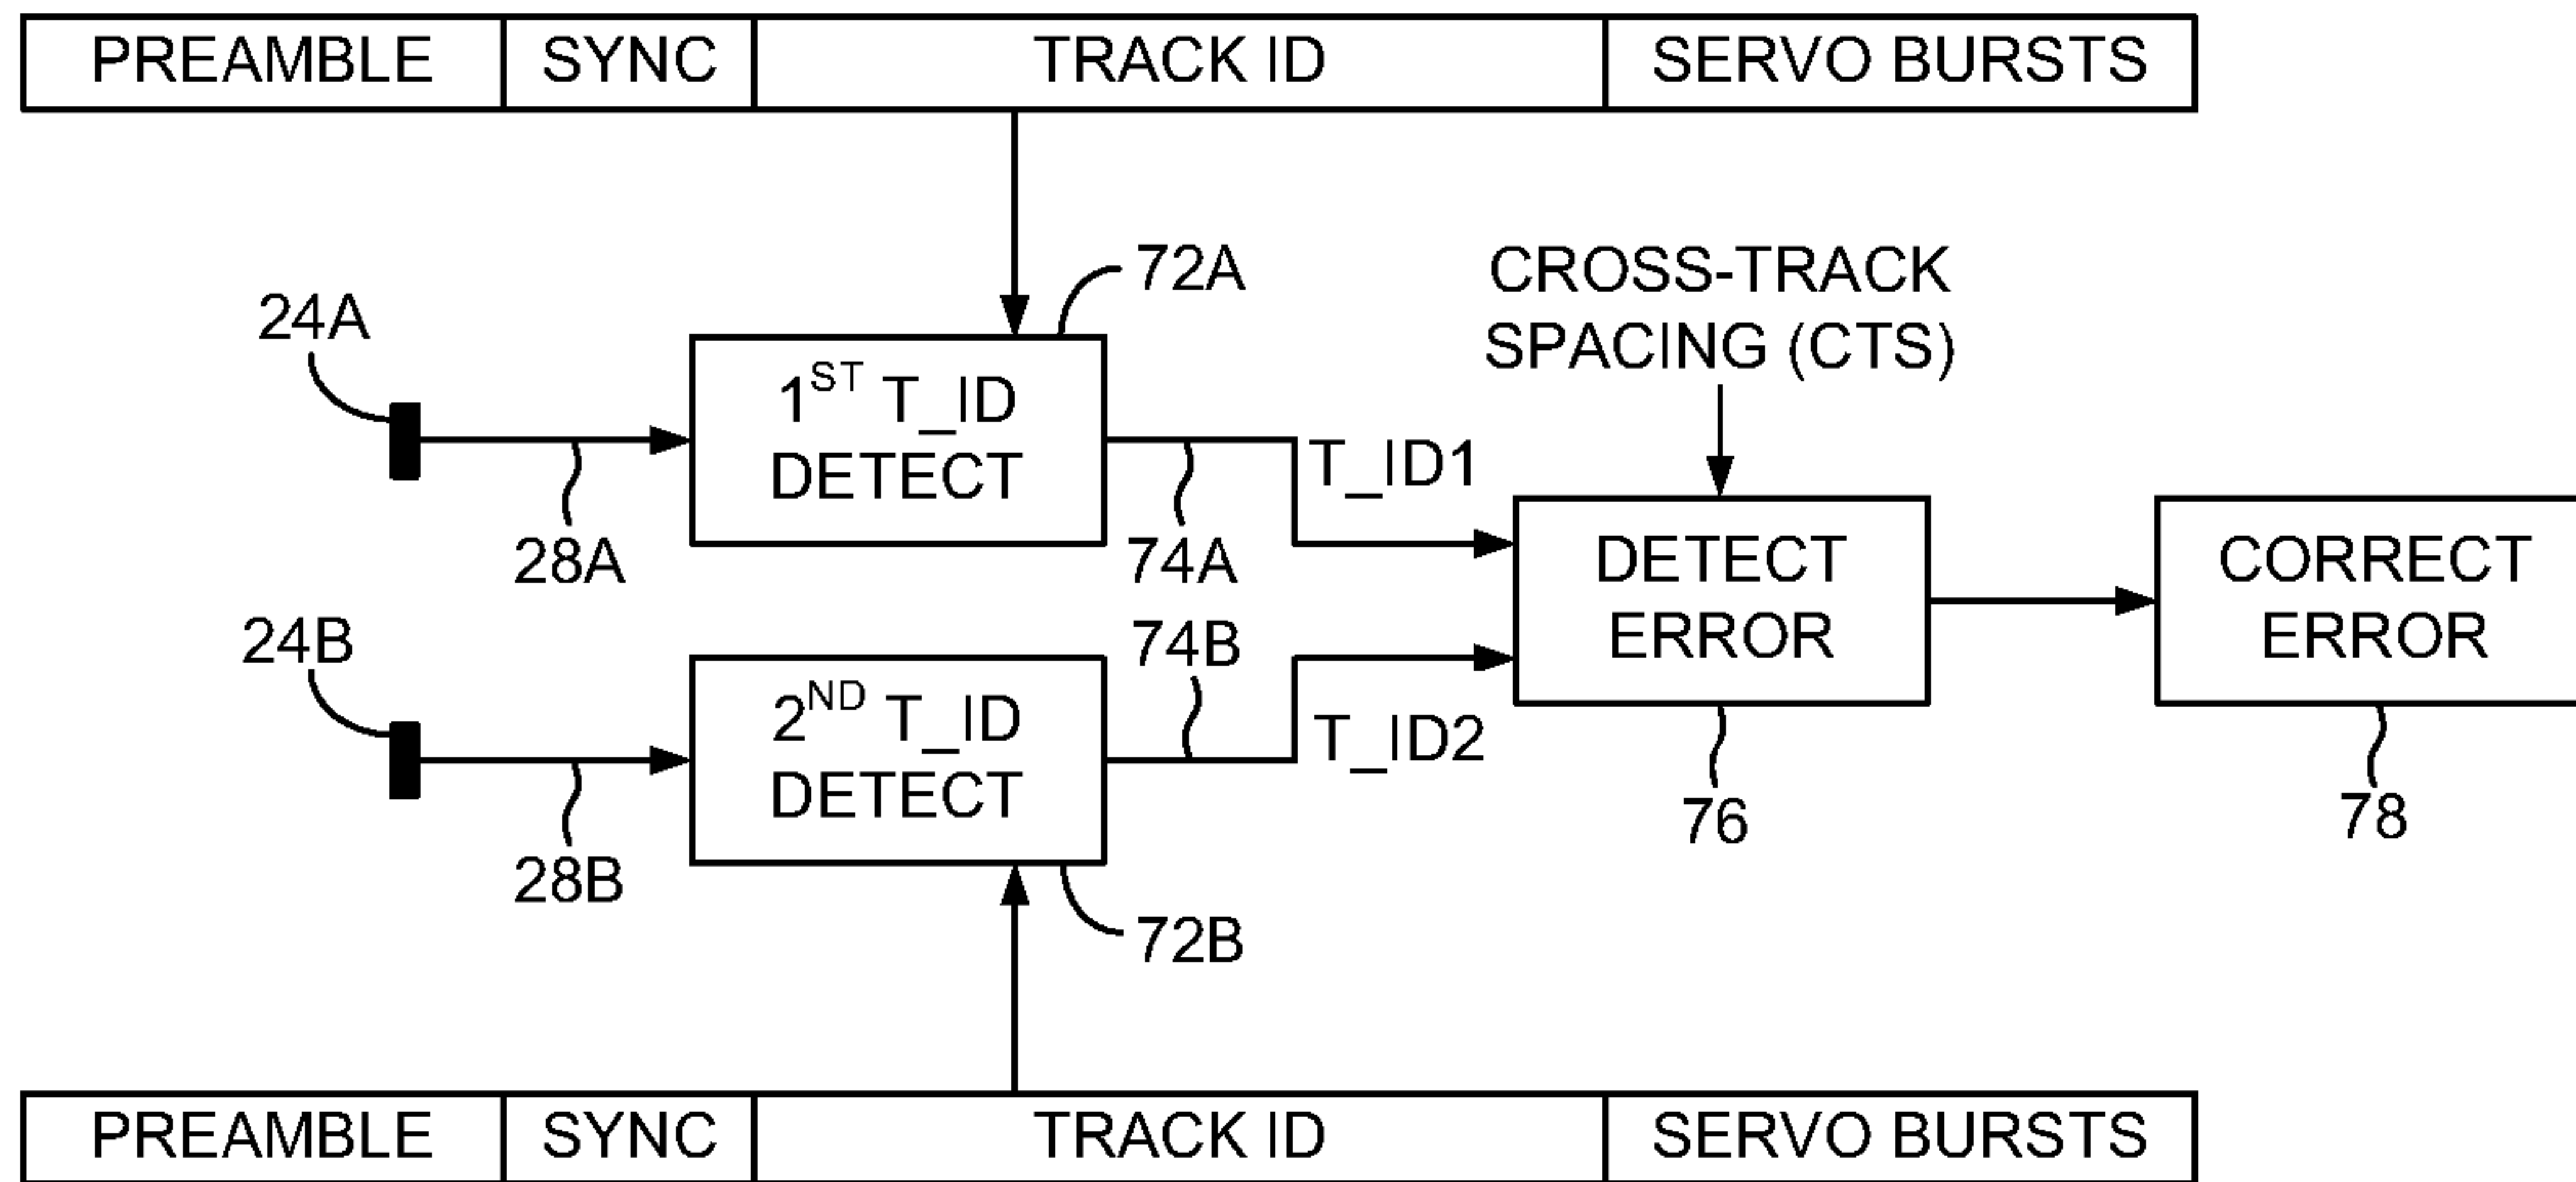 PREAMBLE SYNC TRACK ID SERVO BURSTS
72A
CROSS-TRACK
SPACING (CTS)
24A
1ST T_ID
DETECT
T_ID1
28A
74A
DETECT
ERROR
CORRECT
ERROR
24B
74B
2ND T_ID
DETECT
T_ID2
76
78
28B
72B
PREAMBLE SYNC TRACK ID SERVO BURSTS